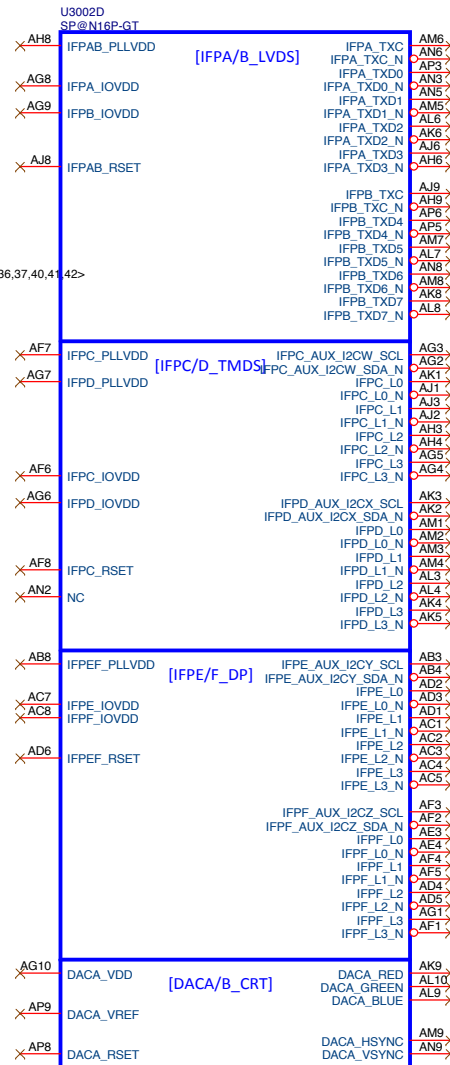 U3002D
SP@N16P-GT
[IFPA/B_LVDS]
AH8 IFPAB_PLLVDD IFPA_TXC AM6
IFPA_TXC_N AN6
IFPA_TXD0 AP3
AG8 IFPA_IOVDD IFPA_TXD0_N AN3
IFPA_TXD1 AN5
AG9 IFPB_IOVDD IFPA_TXD1_N AM5
IFPA_TXD2 AL6
IFPA_TXD2_N AK6
IFPA_TXD3 AJ6
AJ8 IFPAB_RSET IFPA_TXD3_N AH6
IFPB_TXC AJ9
IFPB_TXC_N AH9
IFPB_TXD4 AP6
IFPB_TXD4_N AP5
IFPB_TXD5 AM7
IFPB_TXD5_N AL7
36,37,40,41,42> IFPB_TXD6 AN8
IFPB_TXD6_N AM8
IFPB_TXD7 AK8
IFPB_TXD7_N AL8
[IFPC/D_TMDS]
AF7 IFPC_PLLVDD IFPC_AUX_I2CW_SCL AG3
IFPC_AUX_I2CW_SDA_N AG2
AG7 IFPD_PLLVDD IFPC_L0 AK1
IFPC_L0_N AJ1
IFPC_L1 AJ3
IFPC_L1_N AJ2
IFPC_L2 AH3
IFPC_L2_N AH4
IFPC_L3 AG5
AF6 IFPC_IOVDD IFPC_L3_N AG4
AG6 IFPD_IOVDD IFPD_AUX_I2CX_SCL AK3
IFPD_AUX_I2CX_SDA_N AK2
IFPD_L0 AM1
IFPD_L0_N AM2
IFPD_L1 AM3
AF8 IFPC_RSET IFPD_L1_N AM4
IFPD_L2 AL3
AN2 NC IFPD_L2_N AL4
IFPD_L3 AK4
IFPD_L3_N AK5
[IFPE/F_DP]
AB8 IFPEF_PLLVDD IFPE_AUX_I2CY_SCL AB3
IFPE_AUX_I2CY_SDA_N AB4
IFPE_L0 AD2
AC7 IFPE_IOVDD IFPE_L0_N AD3
AC8 IFPF_IOVDD IFPE_L1 AD1
IFPE_L1_N AC1
IFPE_L2 AC2
AD6 IFPEF_RSET IFPE_L2_N AC3
IFPE_L3 AC4
IFPE_L3_N AC5
IFPF_AUX_I2CZ_SCL AF3
IFPF_AUX_I2CZ_SDA_N AF2
IFPF_L0 AE3
IFPF_L0_N AE4
IFPF_L1 AF4
IFPF_L1_N AF5
IFPF_L2 AD4
IFPF_L2_N AD5
IFPF_L3 AG1
IFPF_L3_N AF1
[DACA/B_CRT]
AG10 DACA_VDD DACA_RED AK9
DACA_GREEN AL10
DACA_BLUE AL9
AP9 DACA_VREF
DACA_HSYNC AM9
AP8 DACA_RSET DACA_VSYNC AN9